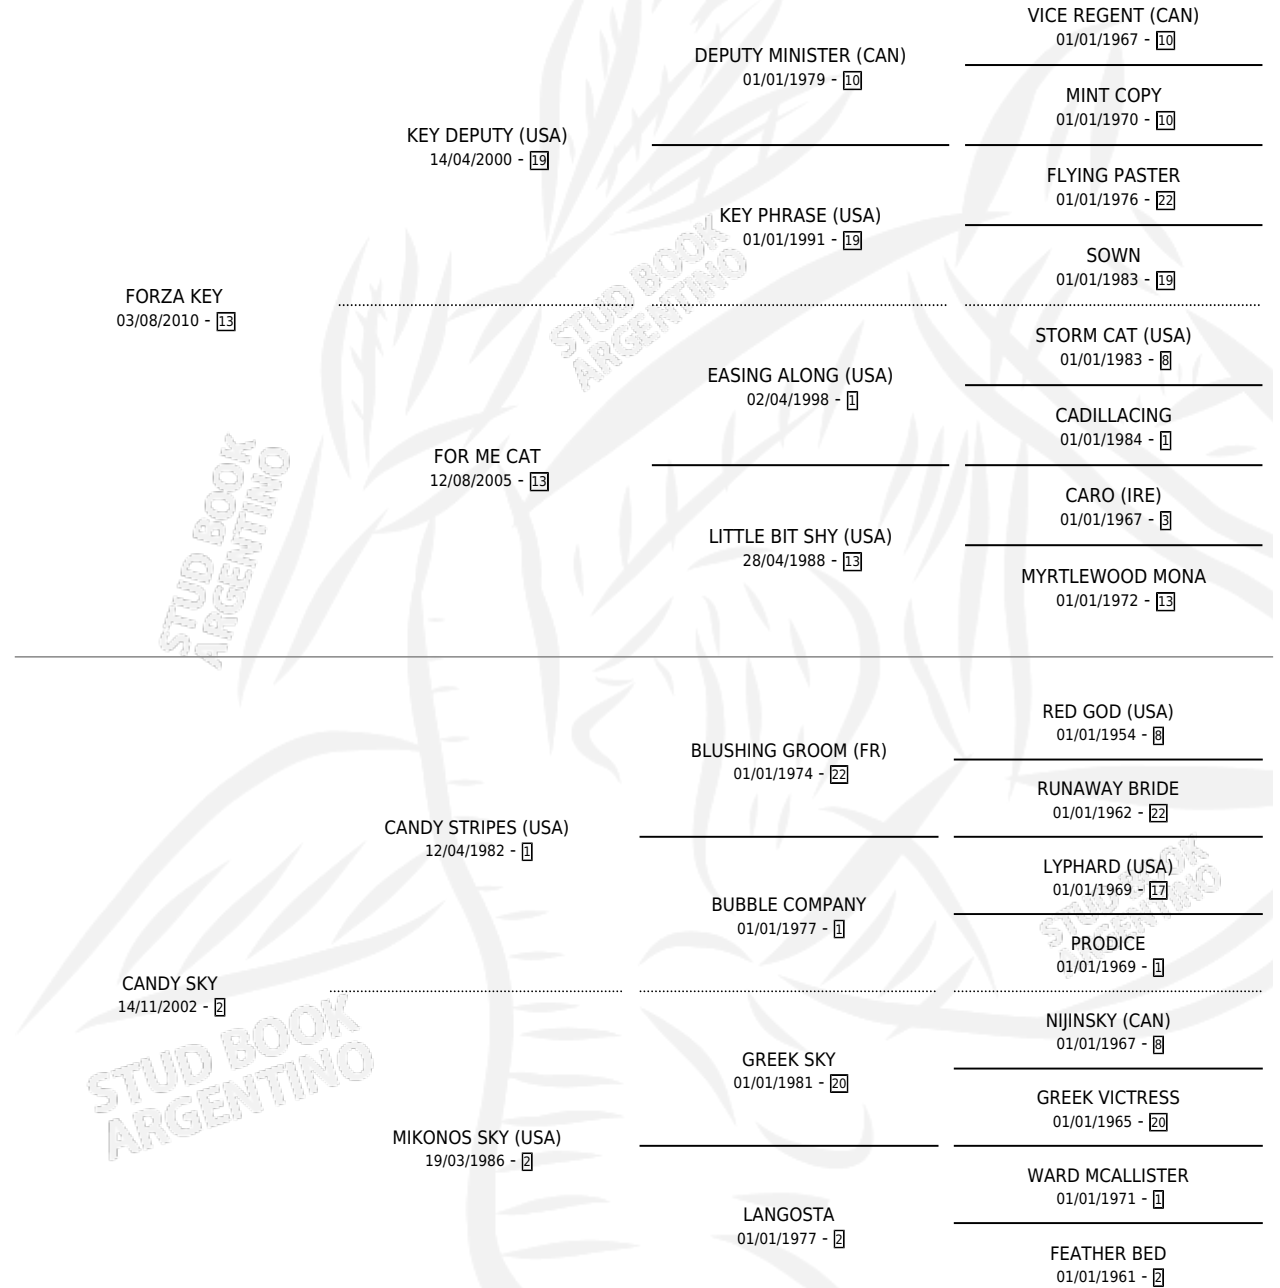 VICE REGENT (CAN)
01/01/1967 - 10
DEPUTY MINISTER (CAN)
01/01/1979 - 10
MINT COPY
01/01/1970 - 10
KEY DEPUTY (USA)
14/04/2000 - 19
FLYING PASTER
01/01/1976 - 22
KEY PHRASE (USA)
01/01/1991 - 19
SOWN
01/01/1983 - 19
FORZA KEY
03/08/2010 - 13
STORM CAT (USA)
01/01/1983 - 8
EASING ALONG (USA)
02/04/1998 - 1
CADILLACING
01/01/1984 - 1
FOR ME CAT
12/08/2005 - 13
CARO (IRE)
01/01/1967 - 3
LITTLE BIT SHY (USA)
28/04/1988 - 13
MYRTLEWOOD MONA
01/01/1972 - 13
STUD BOOK
ARGENTINO
STUD BOOK
ARGENTINO
RED GOD (USA)
01/01/1954 - 8
BLUSHING GROOM (FR)
01/01/1974 - 22
RUNAWAY BRIDE
01/01/1962 - 22
CANDY STRIPES (USA)
12/04/1982 - 1
LYPHARD (USA)
01/01/1969 - 17
BUBBLE COMPANY
01/01/1977 - 1
PRODICE
01/01/1969 - 1
CANDY SKY
14/11/2002 - 2
NIJINSKY (CAN)
01/01/1967 - 8
GREEK SKY
01/01/1981 - 20
GREEK VICTRESS
01/01/1965 - 20
MIKONOS SKY (USA)
19/03/1986 - 2
WARD MCALLISTER
01/01/1971 - 1
LANGOSTA
01/01/1977 - 2
FEATHER BED
01/01/1961 - 2
STUD BOOK
ARGENTINO
STUD BOOK
ARGENTINO